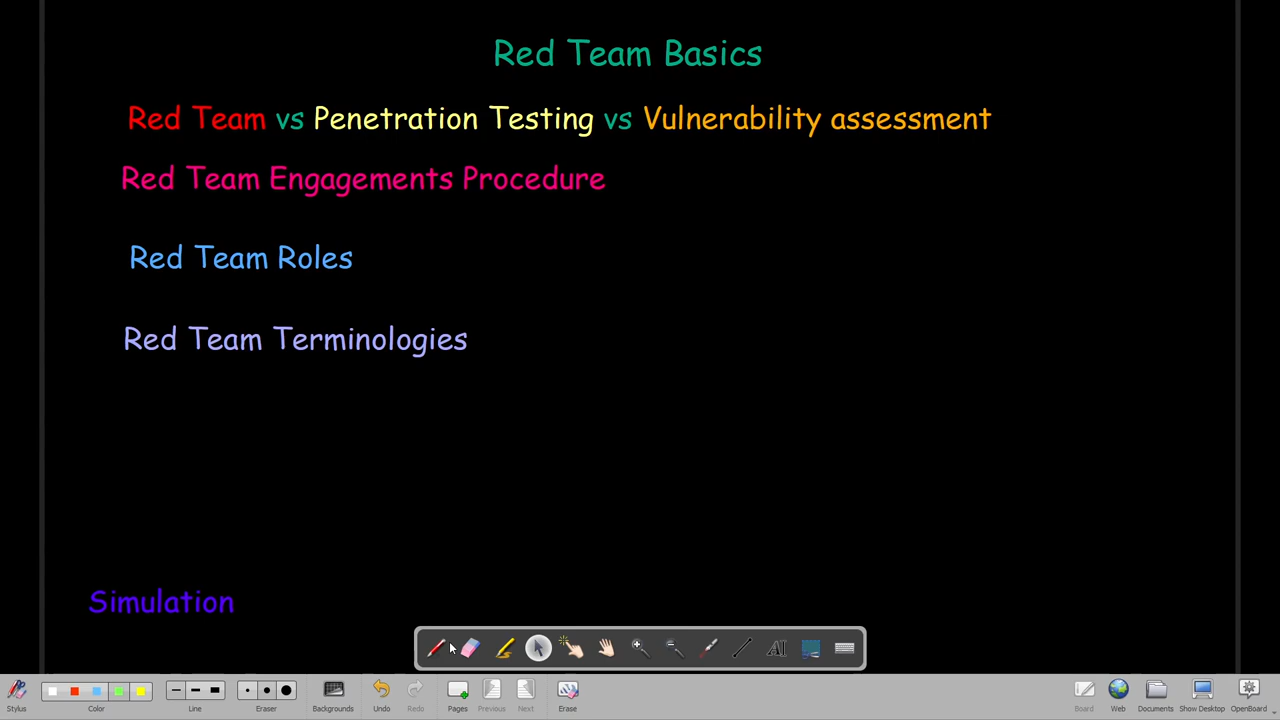 Red Team Basics
Red Team vs Penetration Testing vs Vulnerability assessment
Red Team Engagements Procedure
Red Team Roles
Red Team Terminologies
Simulation
AI
Stylus Color Line Eraser Backgrounds Undo Redo Pages Previous Next Erase Board Web Documents Show Desktop OpenBoard